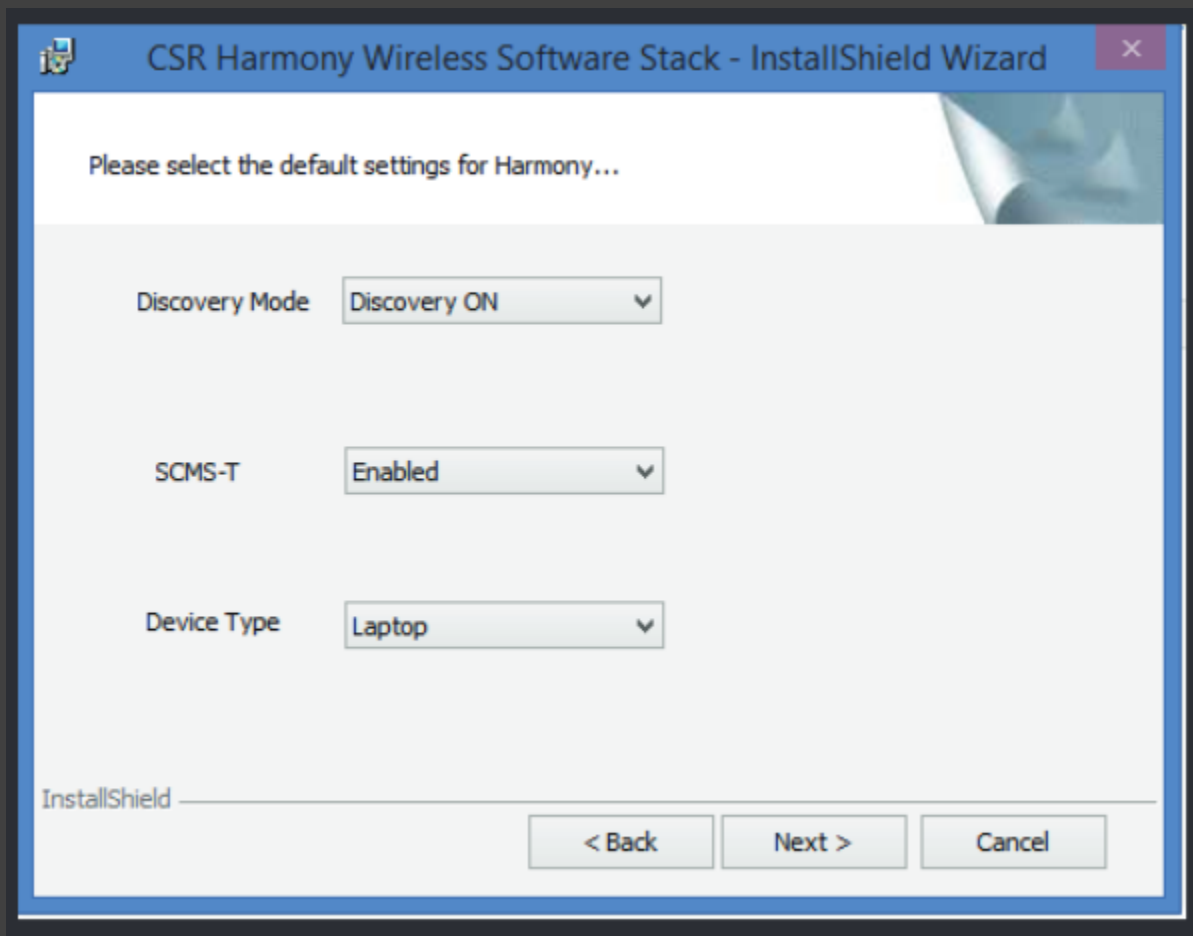 CSR Harmony Wireless Software Stack - InstallShield Wizard
Please select the default settings for Harmony...
Discovery Mode Discovery ON
SCMS-T Enabled
Device Type Laptop
InstallShield
< Back Next > Cancel